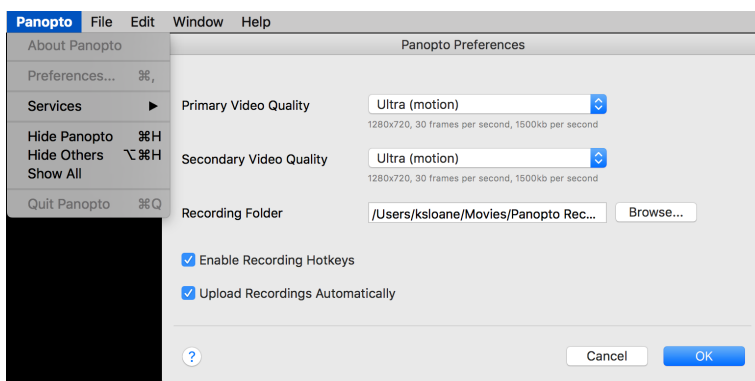 Panopto File Edit Window Help
About Panopto
Preferences... ⌘,
Services ▶
Hide Panopto ⌘H
Hide Others ⌥⌘H
Show All
Quit Panopto ⌘Q
Panopto Preferences
Primary Video Quality Ultra (motion)
1280x720, 30 frames per second, 1500kb per second
Secondary Video Quality Ultra (motion)
1280x720, 30 frames per second, 1500kb per second
Recording Folder /Users/ksloane/Movies/Panopto Rec... Browse...
Enable Recording Hotkeys
Upload Recordings Automatically
? Cancel OK